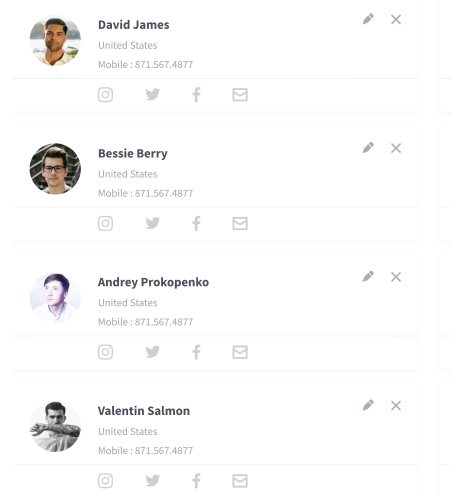 David James
United States
Mobile : 871.567.4877
Bessie Berry
United States
Mobile : 871.567.4877
Andrey Prokopenko
United States
Mobile : 871.567.4877
Valentin Salmon
United States
Mobile : 871.567.4877